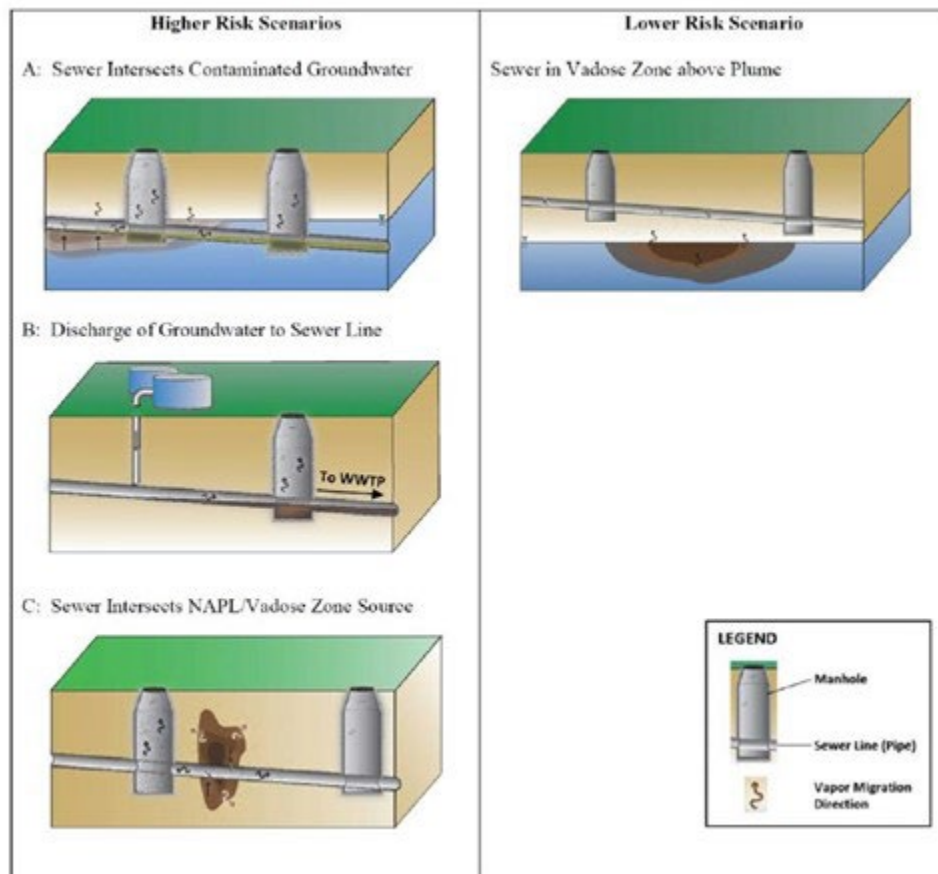 Higher Risk Scenarios
Lower Risk Scenario
A: Sewer Intersects Contaminated Groundwater
Sewer in Vadose Zone above Plume
B: Discharge of Groundwater to Sewer Line
To WWTP
C: Sewer Intersects NAPL/Vadose Zone Source
LEGEND
Manhole
Sewer Line (Pipe)
Vapor Migration
Direction